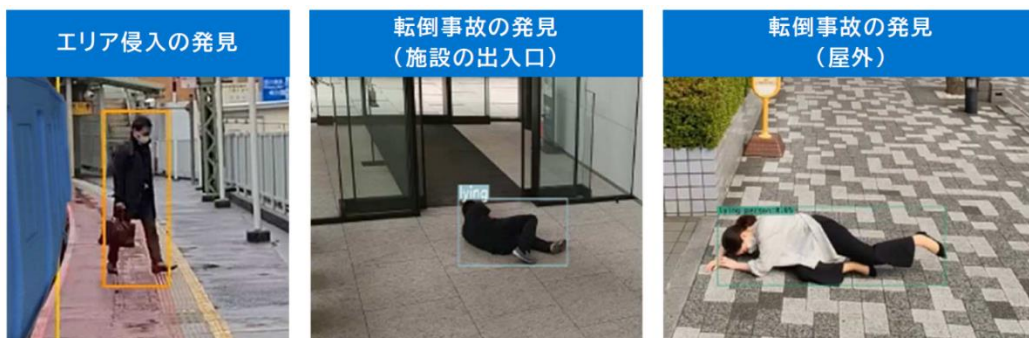 エリア侵入の発見
転倒事故の発見
（施設の出入口）
転倒事故の発見
（屋外）
lying